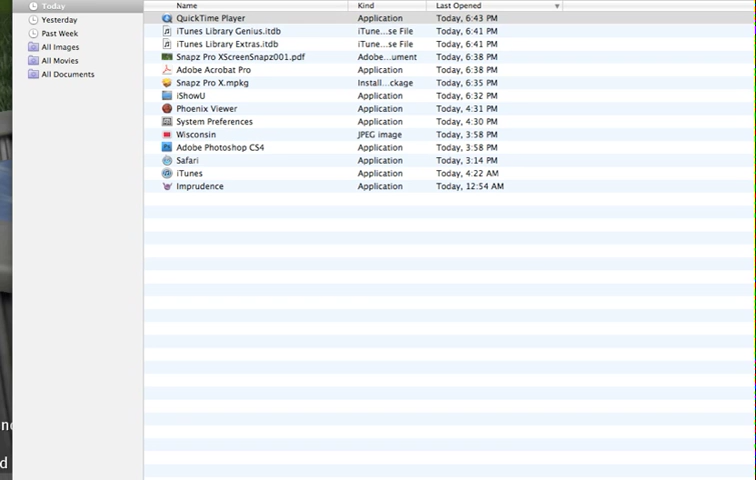 Today
Yesterday
Past Week
All Images
All Movies
All Documents
Name Kind Last Opened
QuickTime Player Application Today, 6:43 PM
iTunes Library Genius.itdb iTune...se File Today, 6:41 PM
iTunes Library Extras.itdb iTune...se File Today, 6:41 PM
Snapz Pro XScreenSnapz001.pdf Adobe...ument Today, 6:38 PM
Adobe Acrobat Pro Application Today, 6:38 PM
Snapz Pro X.mpkg Install...ckage Today, 6:35 PM
iShowU Application Today, 6:32 PM
Phoenix Viewer Application Today, 4:31 PM
System Preferences Application Today, 4:30 PM
Wisconsin JPEG image Today, 3:58 PM
Adobe Photoshop CS4 Application Today, 3:58 PM
Safari Application Today, 3:14 PM
iTunes Application Today, 4:22 AM
Imprudence Application Today, 12:54 AM